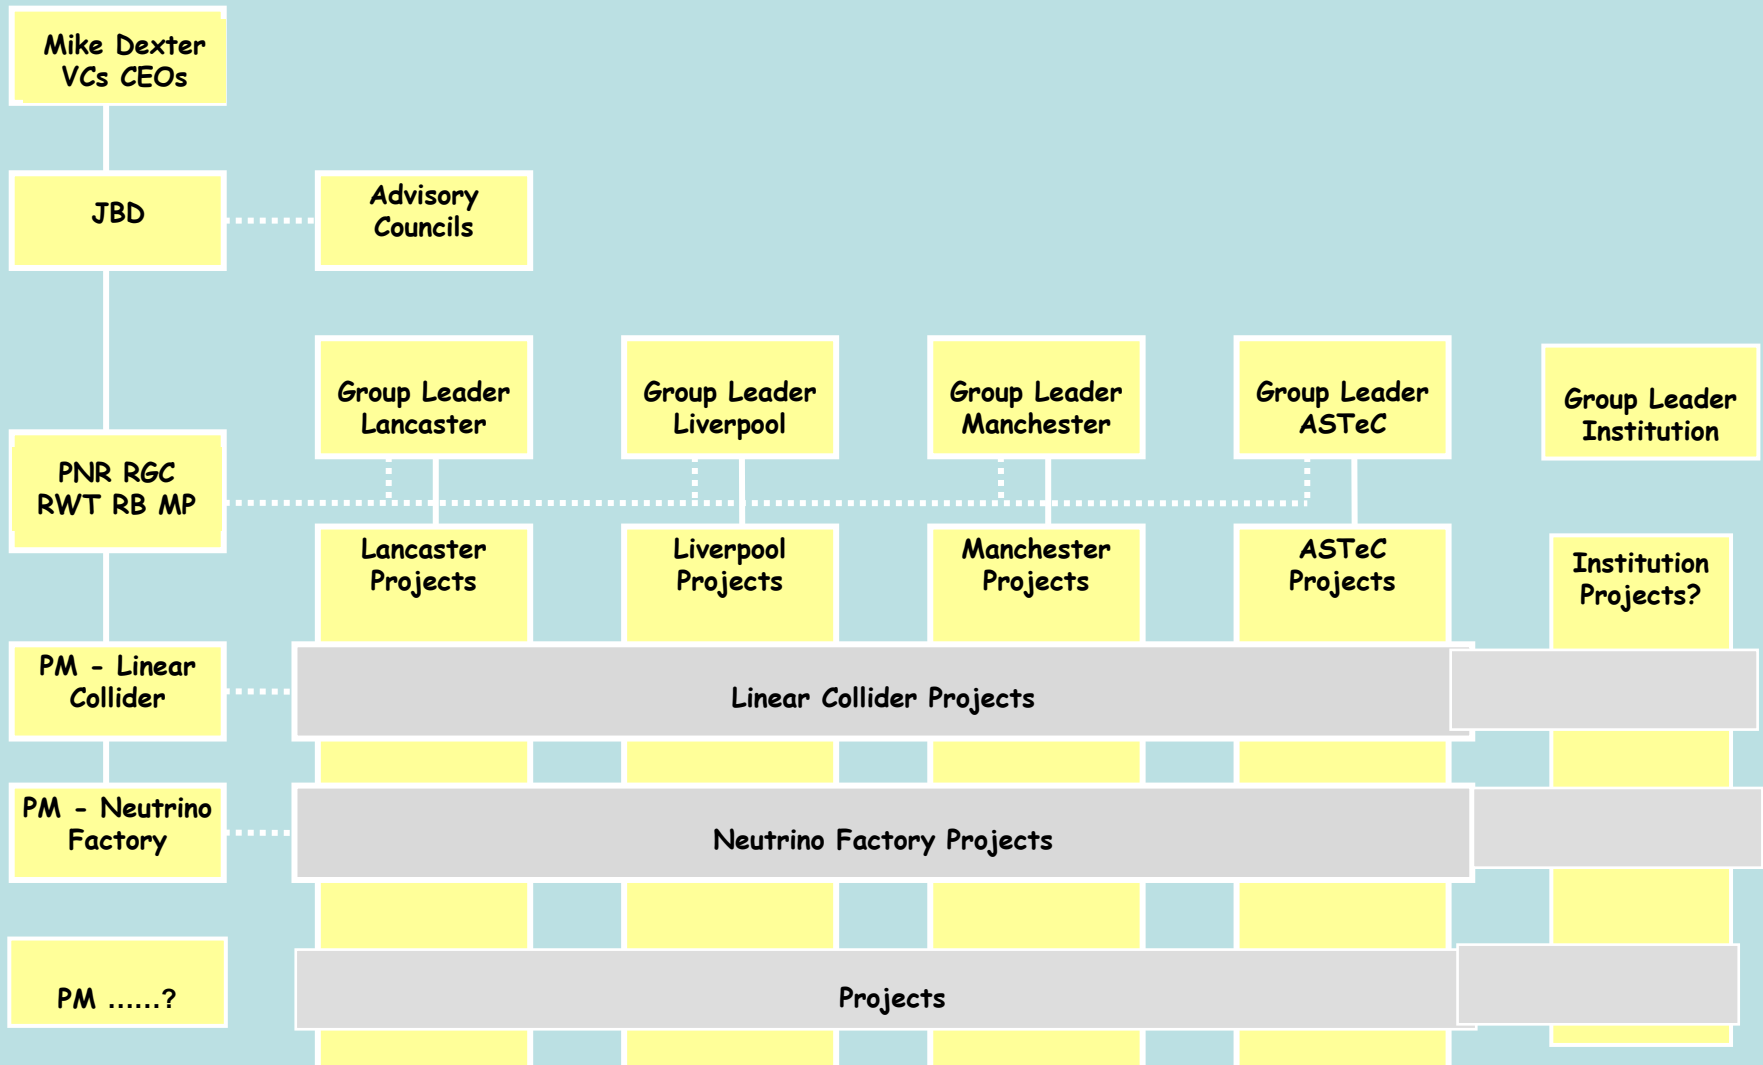 Mike Dexter
VCs CEOs
JBD
Advisory
Councils
Group Leader
Lancaster
Group Leader
Liverpool
Group Leader
Manchester
Group Leader
ASTeC
Group Leader
Institution
PNR RGC
RWT RB MP
Lancaster
Projects
Liverpool
Projects
Manchester
Projects
ASTeC
Projects
Institution
Projects?
PM - Linear
Collider
Linear Collider Projects
PM - Neutrino
Factory
Neutrino Factory Projects
PM ......?
Projects